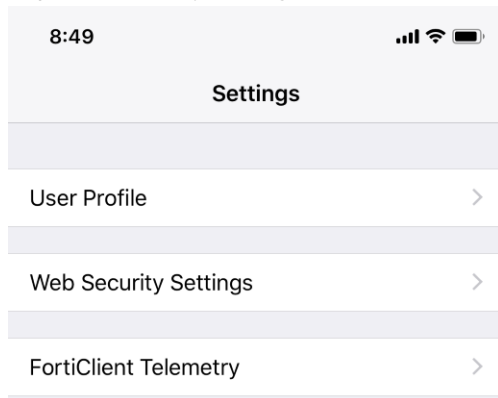 8:49
Settings
User Profile
Web Security Settings
FortiClient Telemetry